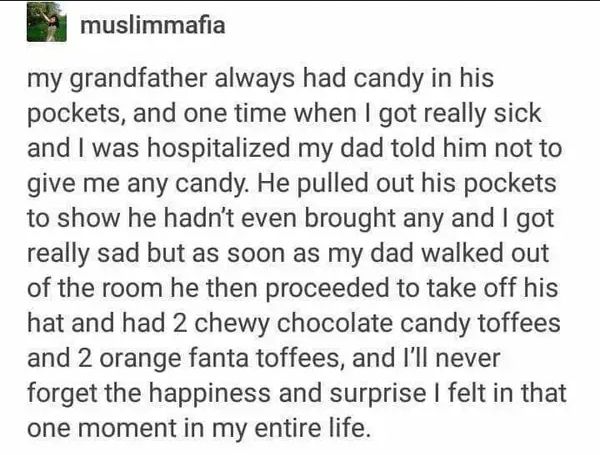 muslimmafia
my grandfather always had candy in his
pockets, and one time when I got really sick
and I was hospitalized my dad told him not to
give me any candy. He pulled out his pockets
to show he hadn't even brought any and I got
really sad but as soon as my dad walked out
of the room he then proceeded to take off his
hat and had 2 chewy chocolate candy toffees
and 2 orange fanta toffees, and I'll never
forget the happiness and surprise I felt in that
one moment in my entire life.